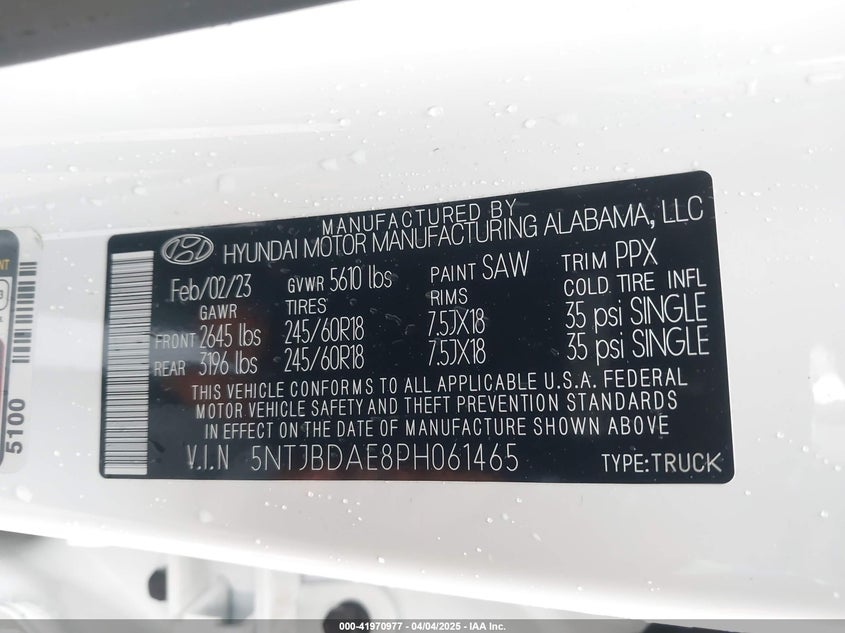 MANUFACTURED BY
HYUNDAI MOTOR MANUFACTURING ALABAMA, LLC
Feb/02/23 GVWR 5610 lbs PAINT SAW TRIM PPX
GAWR TIRES RIMS COLD TIRE INFL
FRONT 2645 lbs 245/60R18 7.5JX18 35 psi SINGLE
REAR 3196 lbs 245/60R18 7.5JX18 35 psi SINGLE
THIS VEHICLE CONFORMS TO ALL APPLICABLE U.S.A. FEDERAL
MOTOR VEHICLE SAFETY AND THEFT PREVENTION STANDARDS
IN EFFECT ON THE DATE OF MANUFACTURE SHOWN ABOVE
V.I.N 5NTJBDAE8PH061465 TYPE:TRUCK
5100
000-41970977 - 04/04/2025 - IAA Inc.